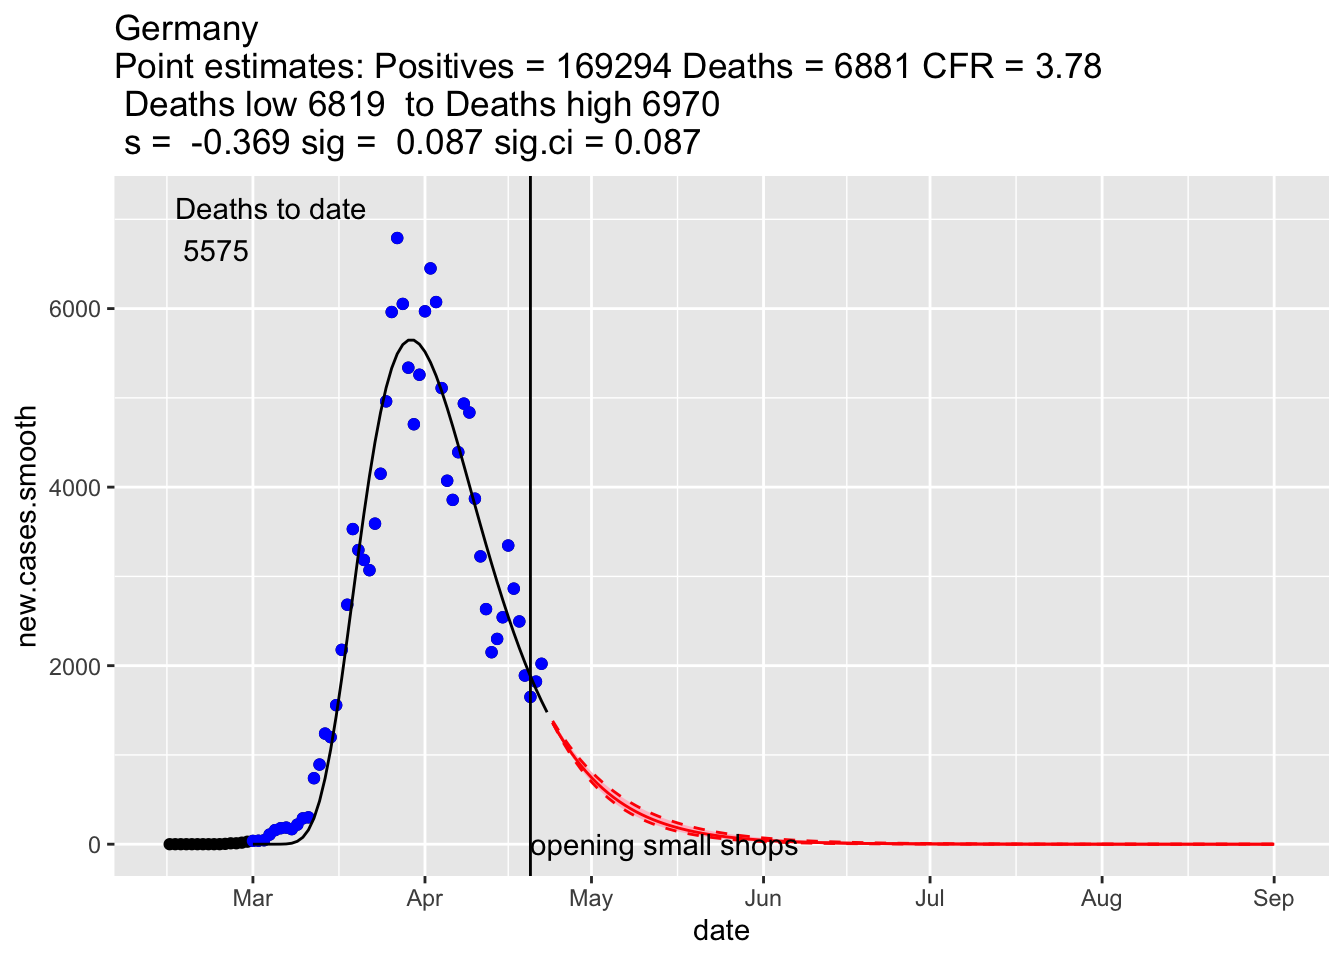 Germany
Point estimates: Positives = 169294 Deaths = 6881 CFR = 3.78
Deaths low 6819  to Deaths high 6970
s =  -0.369 sig =  0.087 sig.ci = 0.087
Deaths to date
5575
6000
4000
2000
0
new.cases.smooth
opening small shops
Mar Apr May Jun Jul Aug Sep
date